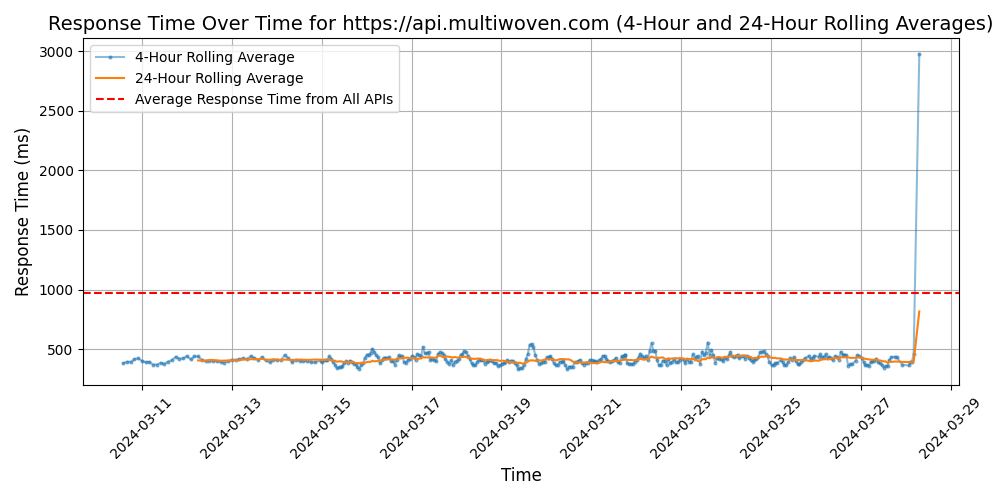 Response Time Over Time for https://api.multiwoven.com (4-Hour and 24-Hour Rolling Averages)
4-Hour Rolling Average
24-Hour Rolling Average
Average Response Time from All APIs
Response Time (ms)
3000
2500
2000
1500
1000
500
2024-03-11
2024-03-13
2024-03-15
2024-03-17
2024-03-19
2024-03-21
2024-03-23
2024-03-25
2024-03-27
2024-03-29
Time